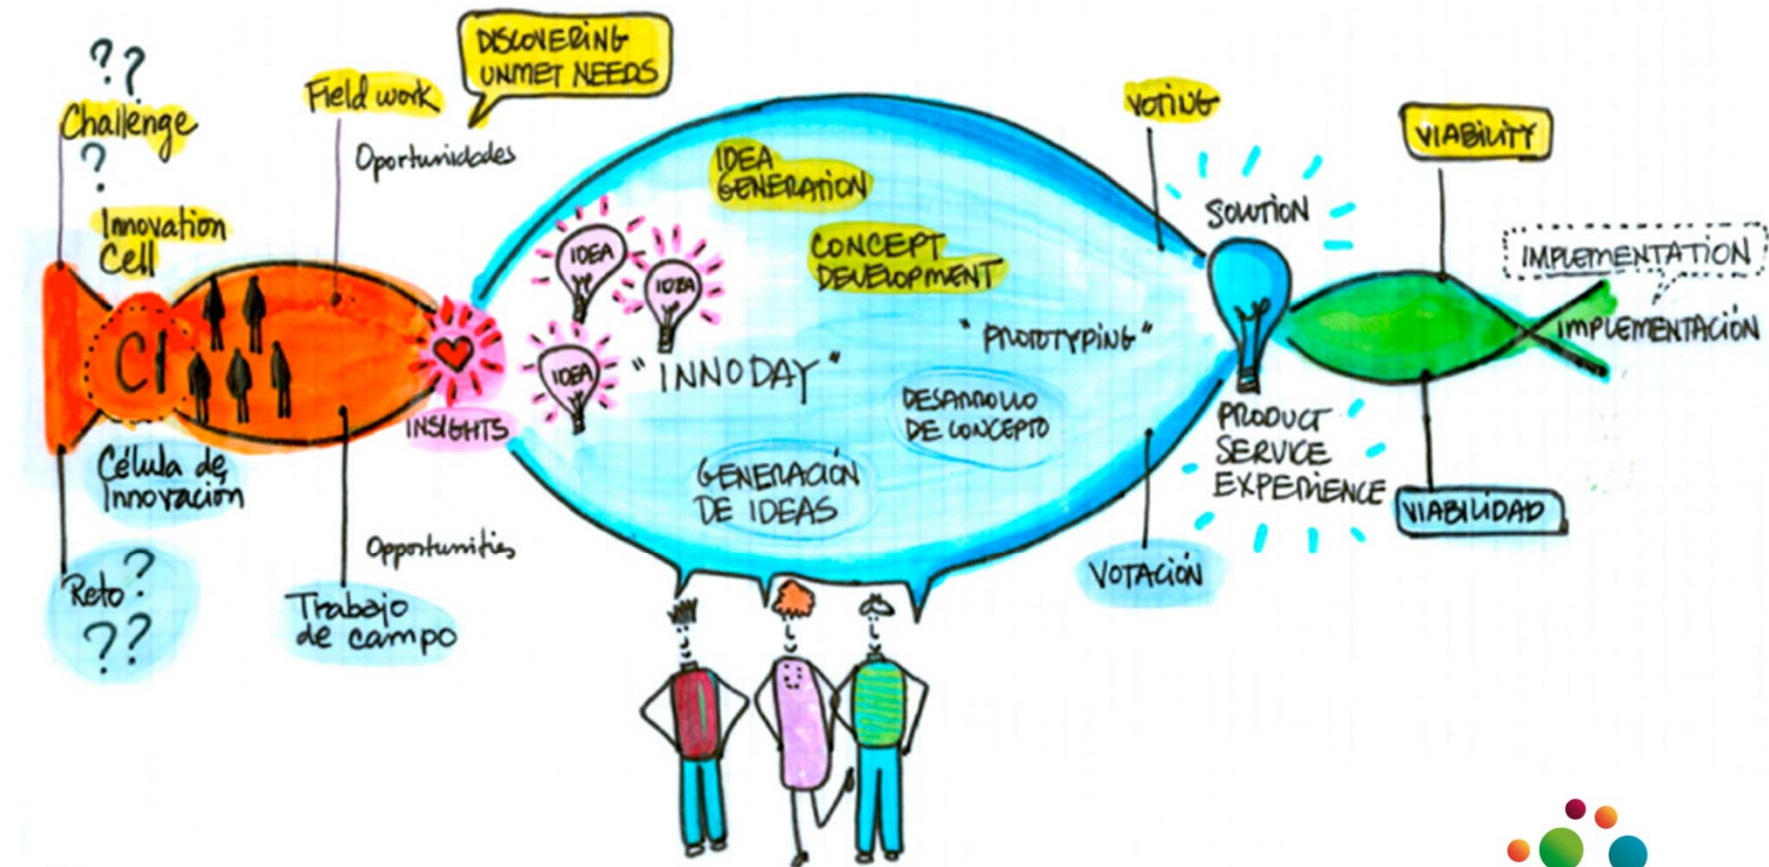 ??
Challenge
?
Innovation
Cell
CI
Célula de
Innovación
Reto?
??
Field work
Oportunidades
DISCOVERING
UNMET NEEDS
INSIGHTS
Opportunities
Trabajo
de campo
IDEA
GENERATION
CONCEPT
DEVELOPMENT
IDEA
IDEA
IDEA
"INNODAY"
"PROTOTYPING"
DESARROLLO
DE CONCEPTO
GENERACIÓN
DE IDEAS
VOTING
VOTACIÓN
SOLUTION
PRODUCT
SERVICE
EXPERIENCE
VIABILITY
VIABILIDAD
IMPLEMENTATION
IMPLEMENTACIÓN